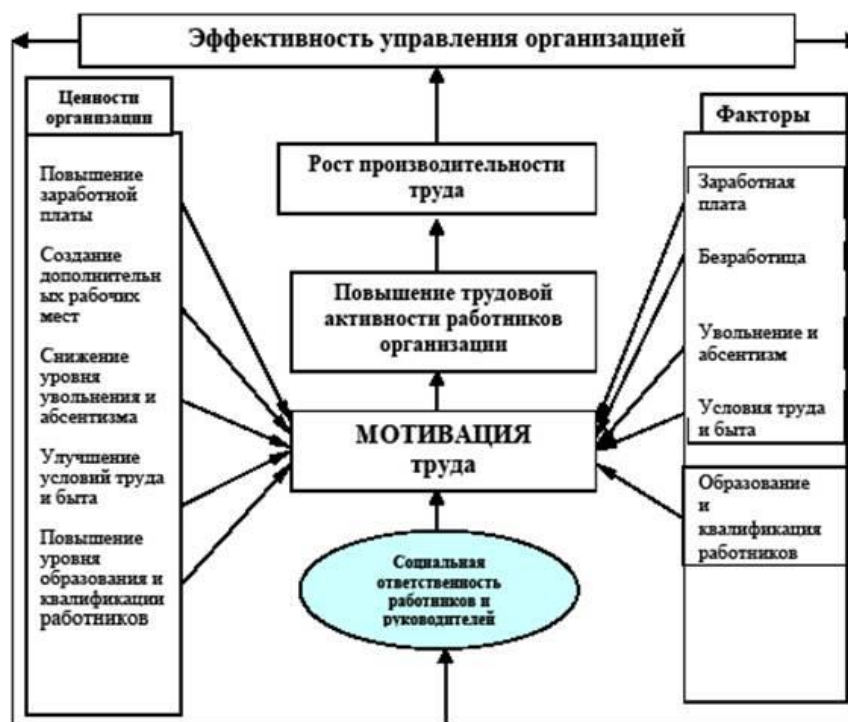 Эффективность управления организацией
Ценности
организации
Повышение
заработной
платы
Создание
дополнительн
ых рабочих
мест
Снижение
уровня
увольнения и
абсентизма
Улучшение
условий труда
и быта
Повышение
уровня
образования и
квалификации
работников
Рост производительности
труда
Повышение трудовой
активности работников
организации
МОТИВАЦИЯ
труда
Социальная
ответственность
работников и
руководителей
Факторы
Заработная
плата
Безработица
Увольнение и
абсентизм
Условия труда
и быта
Образование
и
квалификация
работников